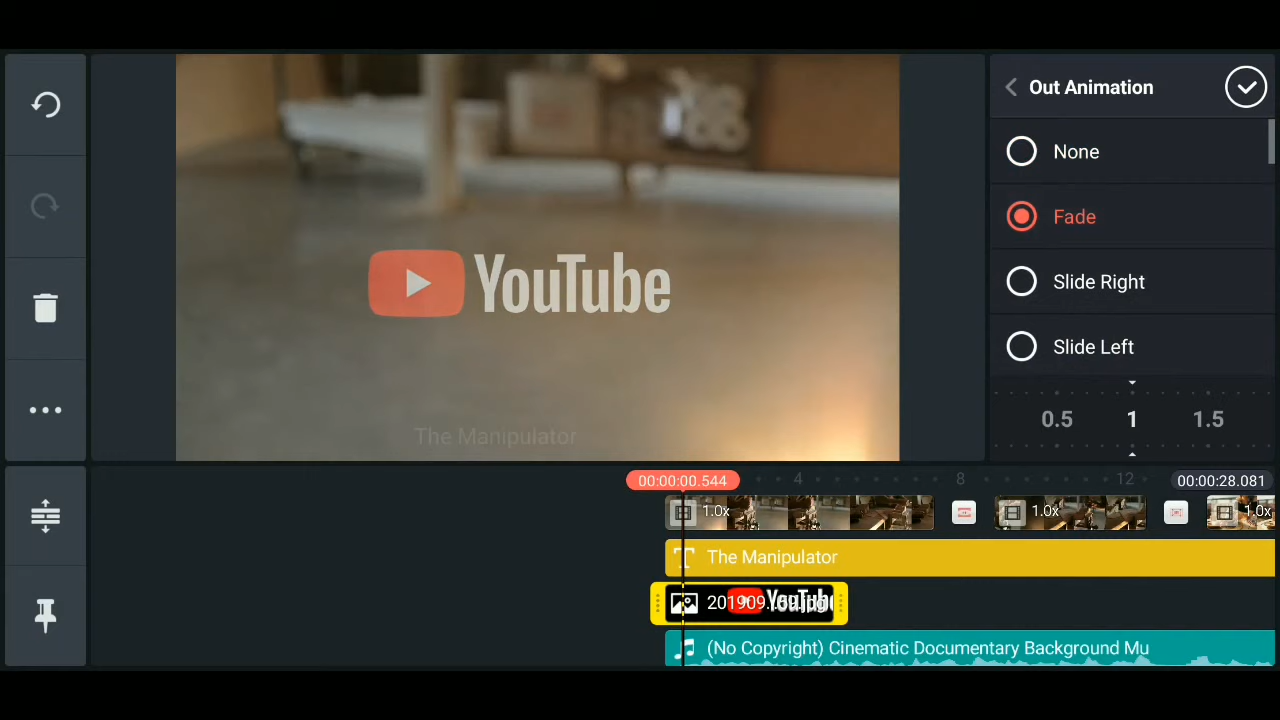 Out Animation
None
Fade
Slide Right
Slide Left
0.5 1 1.5
YouTube
The Manipulator
00:00:00.544 4 8 12 00:00:28.081
1.0x 1.0x 1.0x
The Manipulator
YouTube
(No Copyright) Cinematic Documentary Background Mu